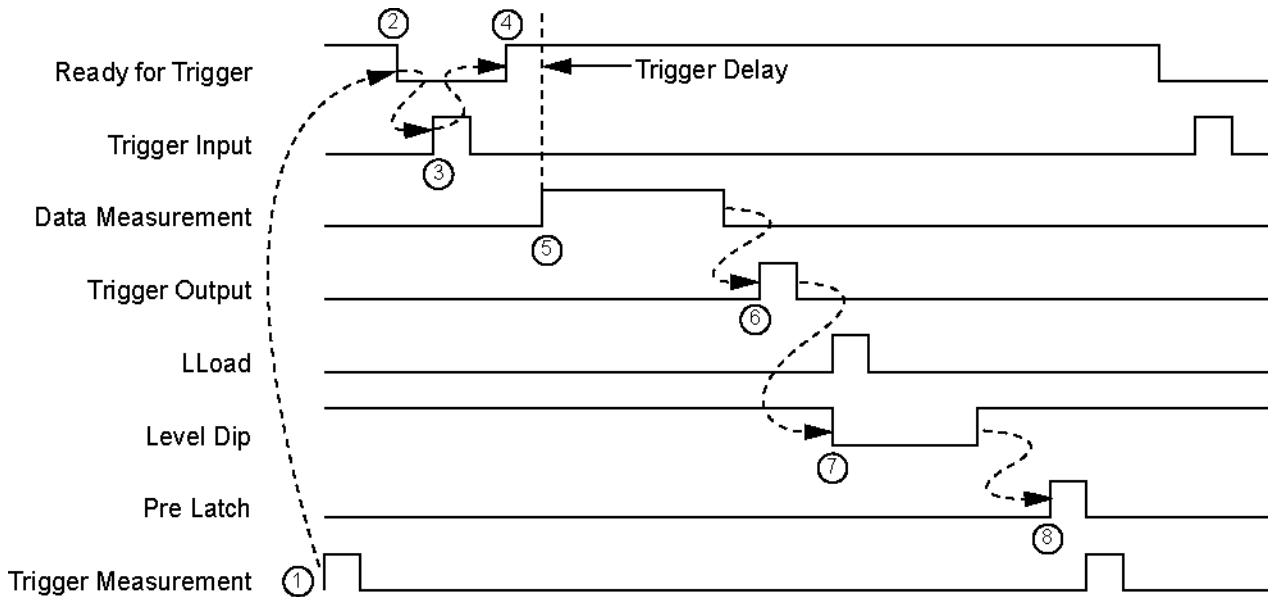 2
4
Ready for Trigger
Trigger Delay
Trigger Input
3
Data Measurement
5
Trigger Output
6
LLoad
Level Dip
7
Pre Latch
8
Trigger Measurement
1